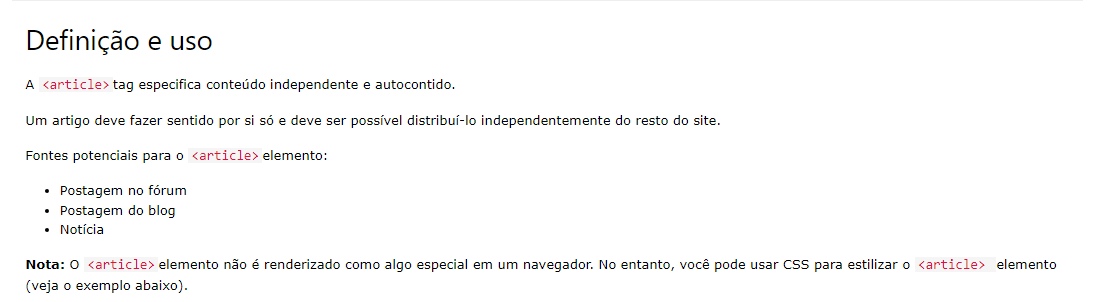 Definição e uso
A <article> tag especifica conteúdo independente e autocontido.
Um artigo deve fazer sentido por si só e deve ser possível distribuí-lo independentemente do resto do site.
Fontes potenciais para o <article> elemento:
• Postagem no fórum
• Postagem do blog
• Notícia
Nota: O <article> elemento não é renderizado como algo especial em um navegador. No entanto, você pode usar CSS para estilizar o <article> elemento
(veja o exemplo abaixo).